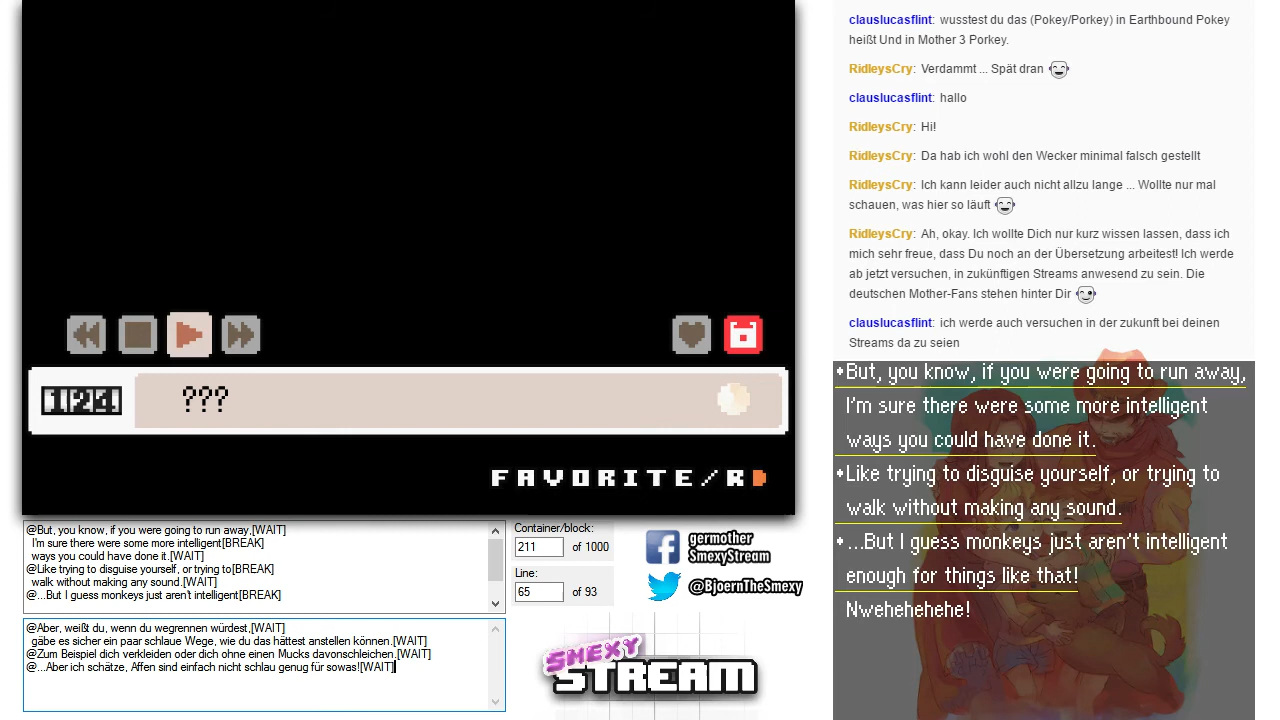 124 ???
FAVORITE/R
@But, you know, if you were going to run away,[WAIT]
I'm sure there were some more intelligent[BREAK]
ways you could have done it.[WAIT]
@Like trying to disguise yourself, or trying to[BREAK]
walk without making any sound.[WAIT]
@...But I guess monkeys just aren't intelligent[BREAK]
@Aber, weißt du, wenn du wegrennen würdest,[WAIT]
gäbe es sicher ein paar schlaue Wege, wie du das hättest anstellen können.[WAIT]
@Zum Beispiel dich verkleiden oder dich ohne einen Mucks davonschleichen.[WAIT]
@...Aber ich schätze, Affen sind einfach nicht schlau genug für sowas![WAIT]
Container/block:
211 of 1000
Line:
65 of 93
germother
SmexyStream
@BjoernTheSmexy
SMEXY
STREAM
clauslucasflint: wusstest du das (Pokey/Porkey) in Earthbound Pokey
heißt Und in Mother 3 Porkey.
RidleysCry: Verdammt ... Spät dran
clauslucasflint: hallo
RidleysCry: Hi!
RidleysCry: Da hab ich wohl den Wecker minimal falsch gestellt
RidleysCry: Ich kann leider auch nicht allzu lange ... Wollte nur mal
schauen, was hier so läuft
RidleysCry: Ah, okay. Ich wollte Dich nur kurz wissen lassen, dass ich
mich sehr freue, dass Du noch an der Übersetzung arbeitest! Ich werde
ab jetzt versuchen, in zukünftigen Streams anwesend zu sein. Die
deutschen Mother-Fans stehen hinter Dir
clauslucasflint: ich werde auch versuchen in der zukunft bei deinen
Streams da zu seien
•But, you know, if you were going to run away,
I'm sure there were some more intelligent
ways you could have done it.
•Like trying to disguise yourself, or trying to
walk without making any sound.
•...But I guess monkeys just aren't intelligent
enough for things like that!
Nwehehehehe!